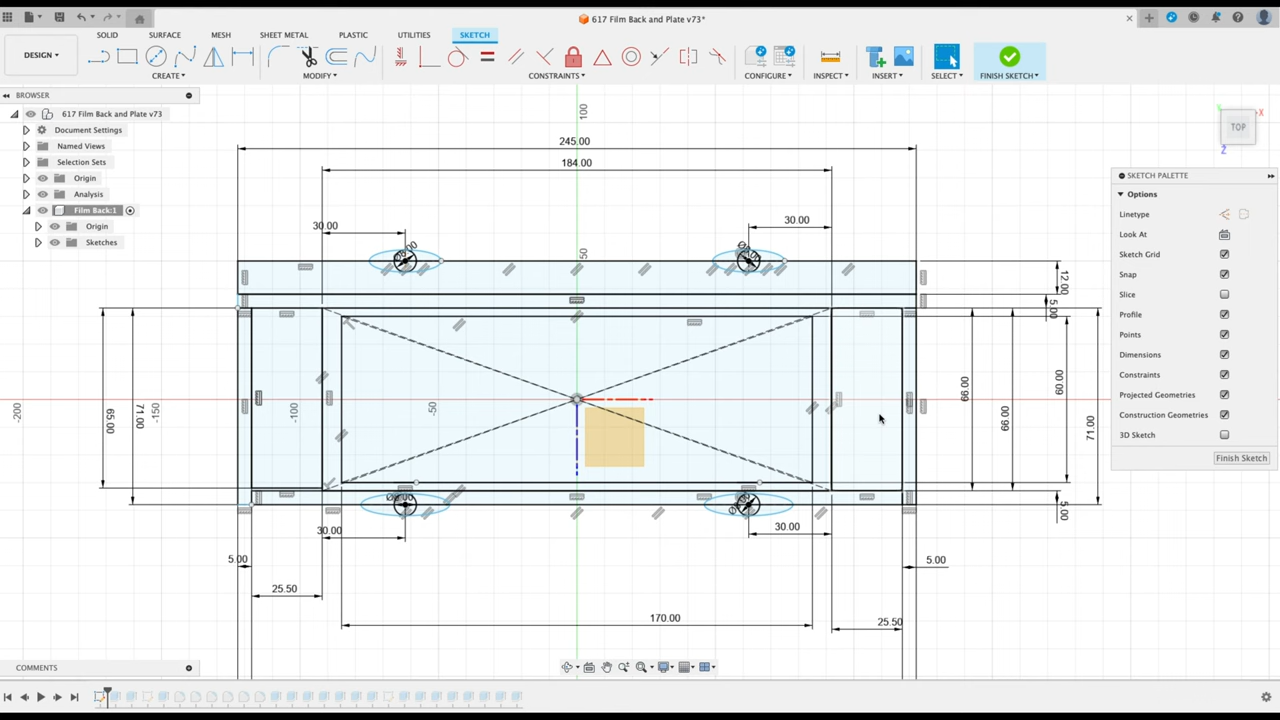 617 Film Back and Plate v73*
DESIGN
SOLID
SURFACE
MESH
SHEET METAL
PLASTIC
UTILITIES
SKETCH
CREATE
MODIFY
CONSTRAINTS
CONFIGURE
INSPECT
INSERT
SELECT
FINISH SKETCH
BROWSER
617 Film Back and Plate v73
Document Settings
Named Views
Selection Sets
Origin
Analysis
Film Back:1
Origin
Sketches
TOP
X
Z
SKETCH PALETTE
Options
Linetype
Look At
Sketch Grid
Snap
Slice
Profile
Points
Dimensions
Constraints
Projected Geometries
Construction Geometries
3D Sketch
Finish Sketch
100
245.00
184.00
30.00
30.00
50
12.00
5.00
-200
-150
-100
-50
65.00
71.00
66.00
66.00
60.00
71.00
5.00
30.00
30.00
5.00
5.00
25.50
170.00
25.50
COMMENTS